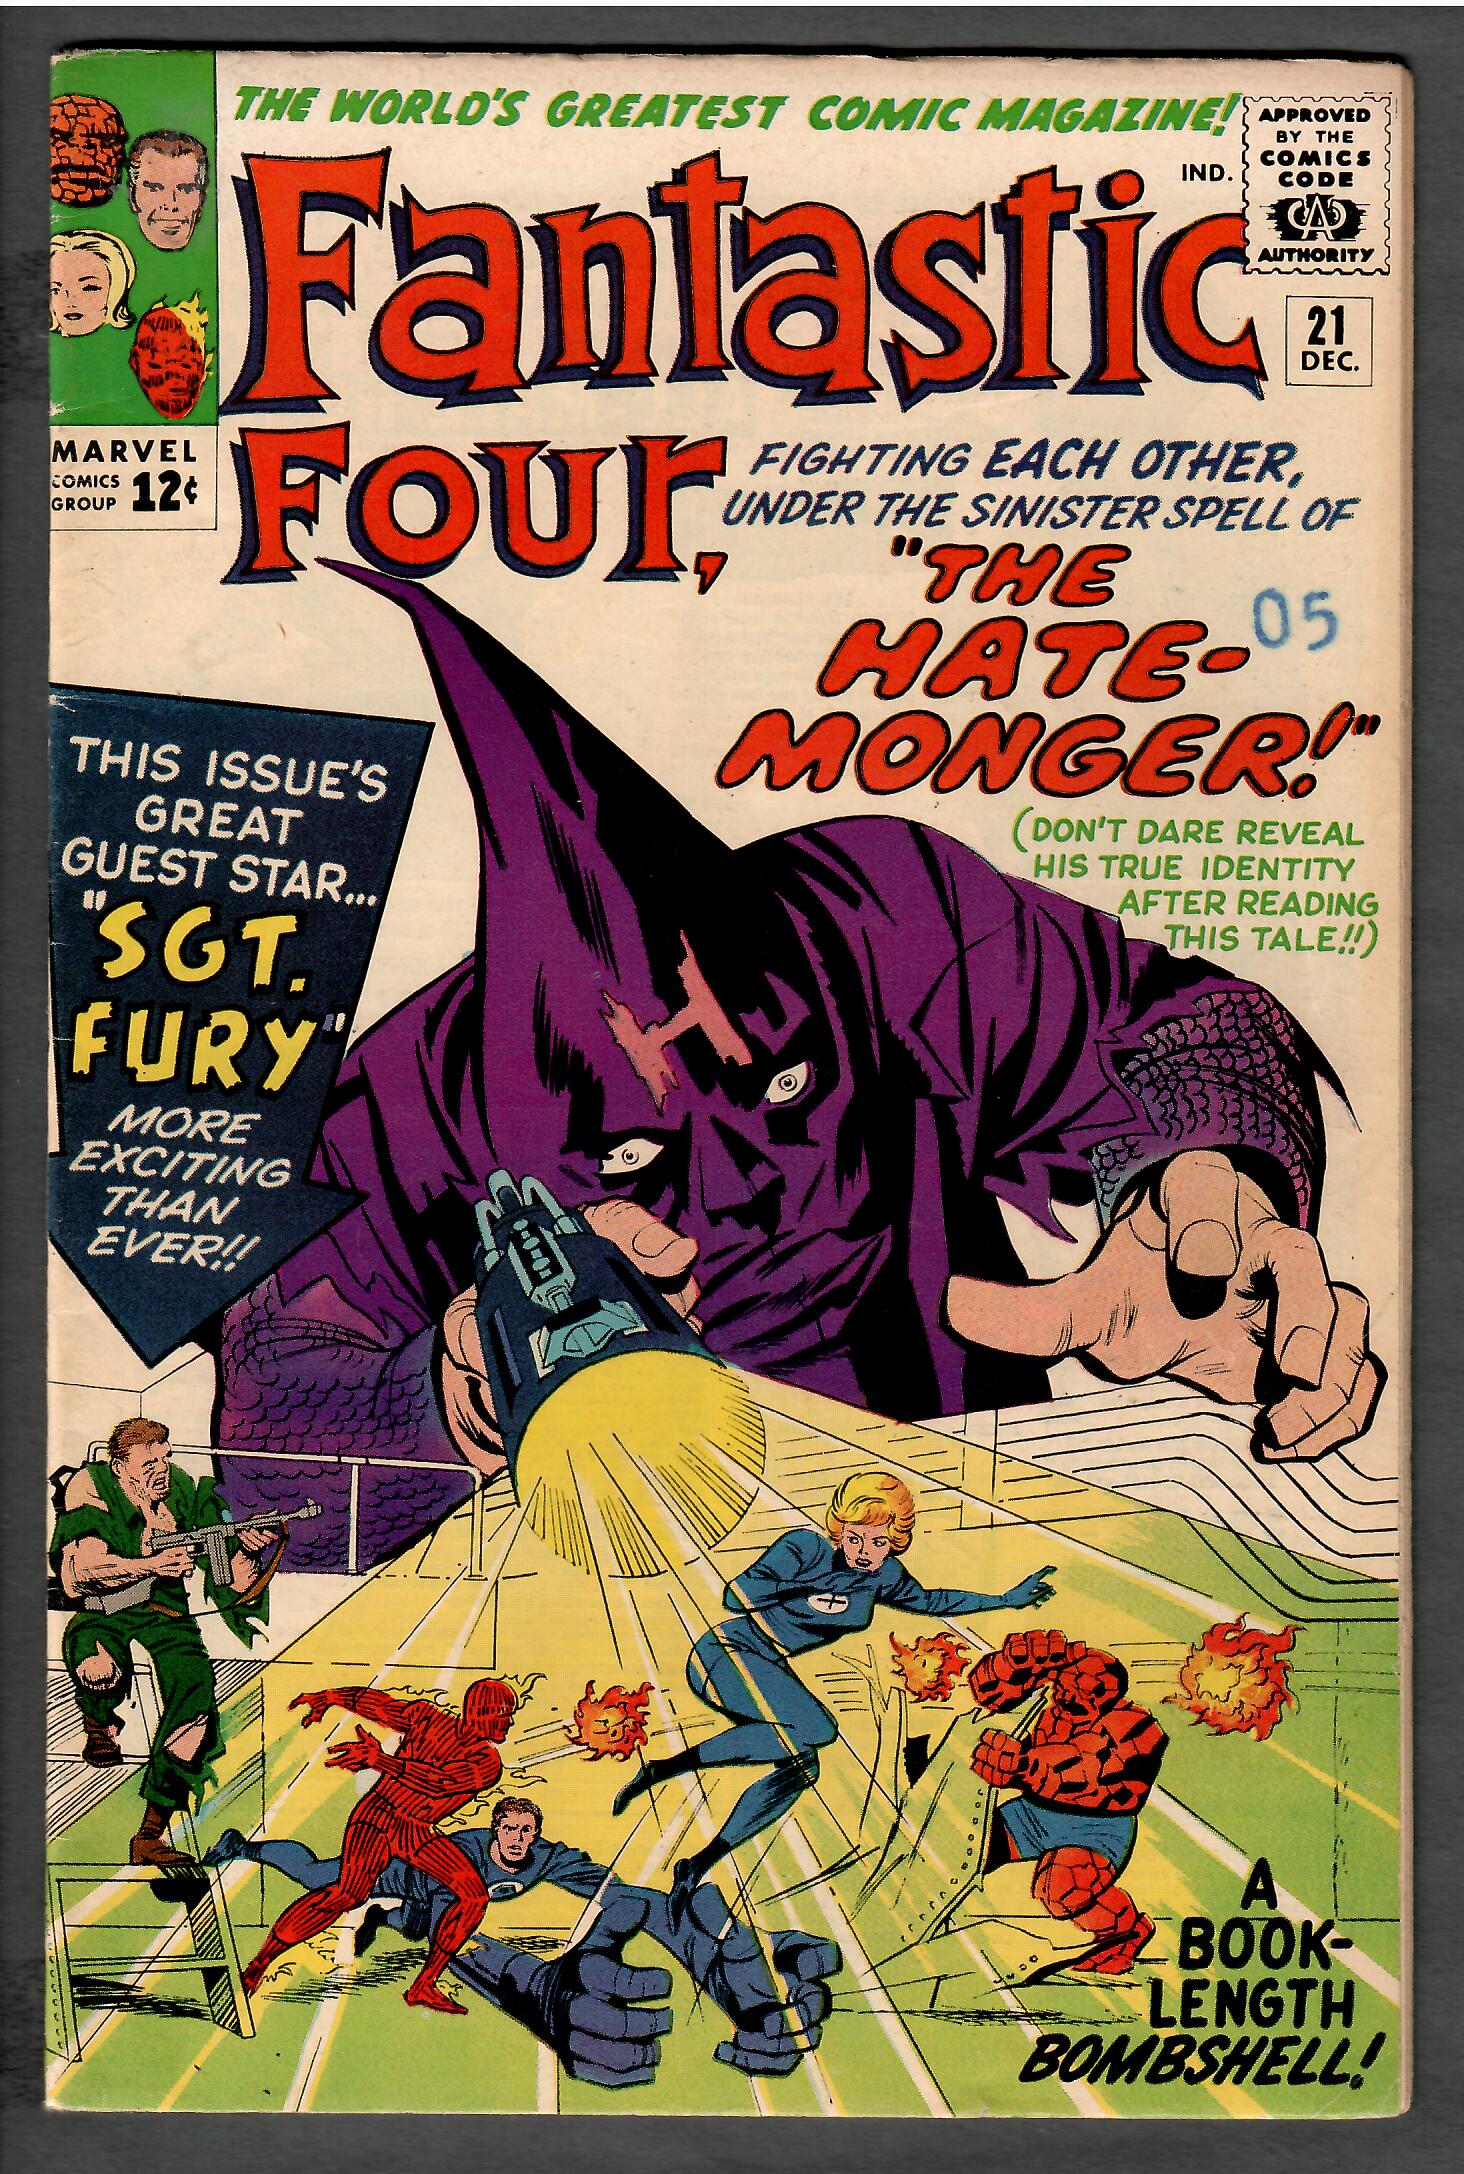 THE WORLD'S GREATEST COMIC MAGAZINE!
APPROVED
BY THE
COMICS
CODE
CA
AUTHORITY
IND.
Fantastic
Four,
21
DEC.
MARVEL
COMICS
GROUP 12¢
FIGHTING EACH OTHER,
UNDER THE SINISTER SPELL OF
"THE
HATE-
MONGER!"
05
(DON'T DARE REVEAL
HIS TRUE IDENTITY
AFTER READING
THIS TALE!!)
THIS ISSUE'S
GREAT
GUEST STAR...
"SGT.
FURY"
MORE
EXCITING
THAN
EVER!!
H
A
BOOK-
LENGTH
BOMBSHELL!